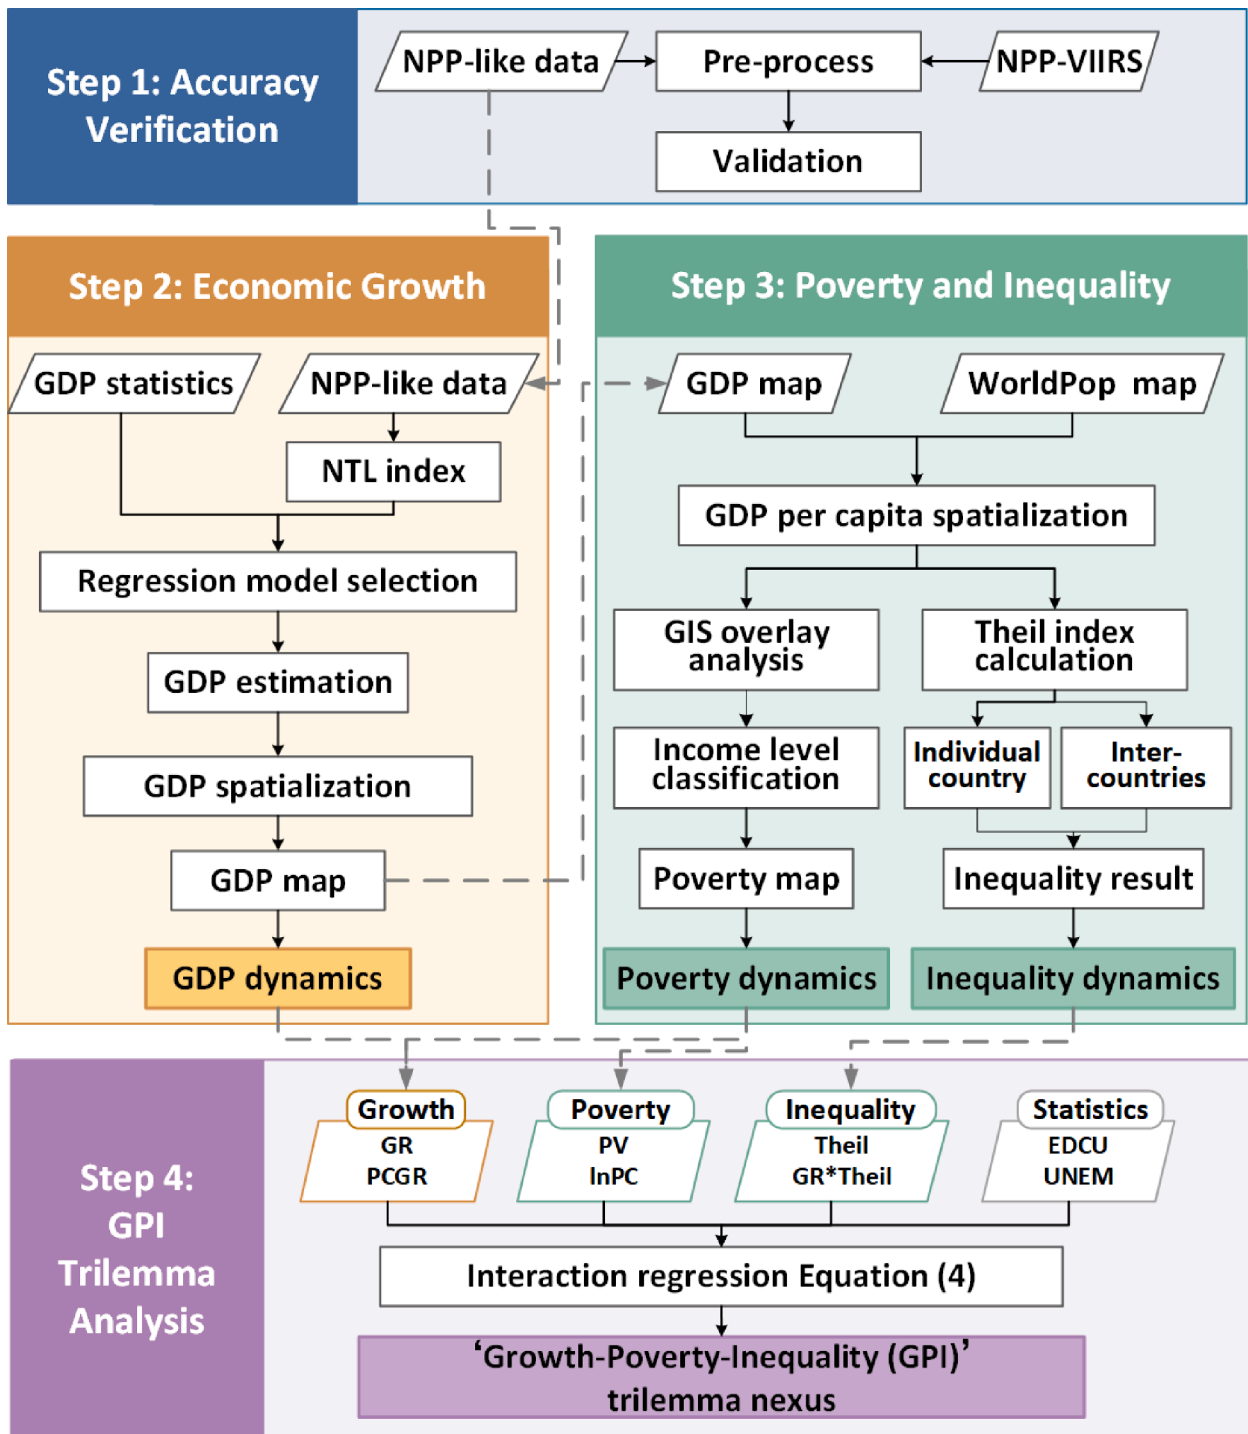 Step 1: Accuracy
Verification
NPP-like data
Pre-process
NPP-VIIRS
Validation
Step 2: Economic Growth
GDP statistics
NPP-like data
NTL index
Regression model selection
GDP estimation
GDP spatialization
GDP map
GDP dynamics
Step 3: Poverty and Inequality
GDP map
WorldPop map
GDP per capita spatialization
GIS overlay
analysis
Theil index
calculation
Income level
classification
Individual
country
Inter-
countries
Poverty map
Inequality result
Poverty dynamics
Inequality dynamics
Step 4:
GPI
Trilemma
Analysis
Growth
GR
PCGR
Poverty
PV
lnPC
Inequality
Theil
GR*Theil
Statistics
EDCU
UNEM
Interaction regression Equation (4)
‘Growth-Poverty-Inequality (GPI)’
trilemma nexus